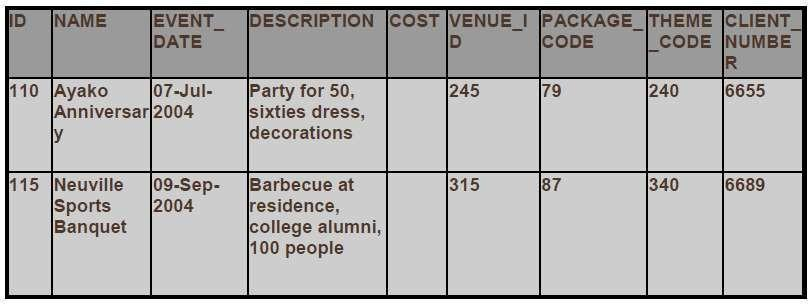 ID NAME EVENT_ DESCRIPTION COST VENUE_I PACKAGE_ THEME CLIENT_
DATE D CODE _CODE NUMBE
R
110 Ayako 07-Jul- Party for 50, 245 79 240 6655
Anniversar 2004 sixties dress,
y decorations
115 Neuville 09-Sep- Barbecue at 315 87 340 6689
Sports 2004 residence,
Banquet college alumni,
100 people